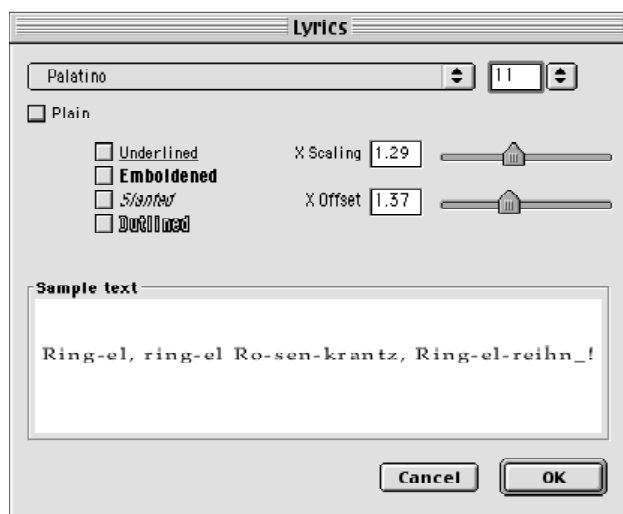 Lyrics
Palatino 11
Plain
Underlined X Scaling 1.29
Emboldened
Slanted X Offset 1.37
Outlined
Sample text
Ring-el, ring-el Ro-sen-krantz, Ring-el-reihn_!
Cancel OK